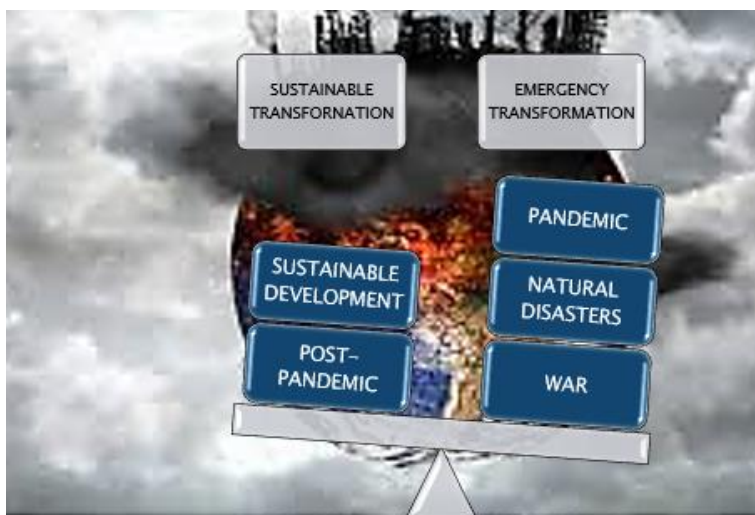 SUSTAINABLE
TRANSFORNATION
EMERGENCY
TRANSFORMATION
PANDEMIC
SUSTAINABLE
DEVELOPMENT
NATURAL
DISASTERS
POST-
PANDEMIC
WAR